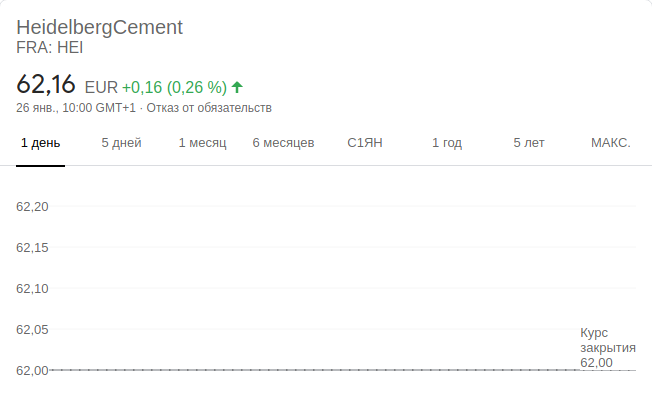 HeidelbergCement
FRA: HEI
62,16 EUR +0,16 (0,26 %)
26 янв., 10:00 GMT+1 · Отказ от обязательств
1 день 5 дней 1 месяц 6 месяцев С1ЯН 1 год 5 лет МАКС.
62,20
62,15
62,10
62,05
Курс
закрытия
62,00
62,00